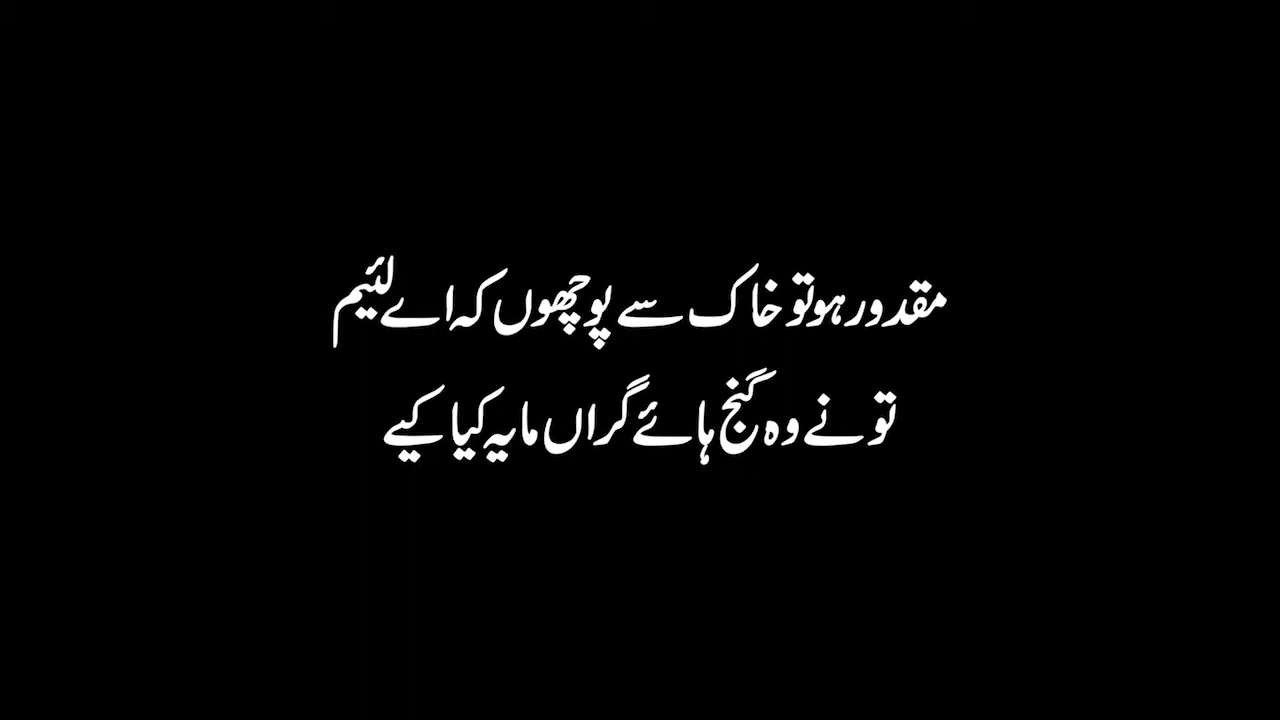 مقدور ہو تو خاک سے پوچھوں کہ اے لئیم
تو نے وہ گنج ہائے گراں مایہ کیا کیے